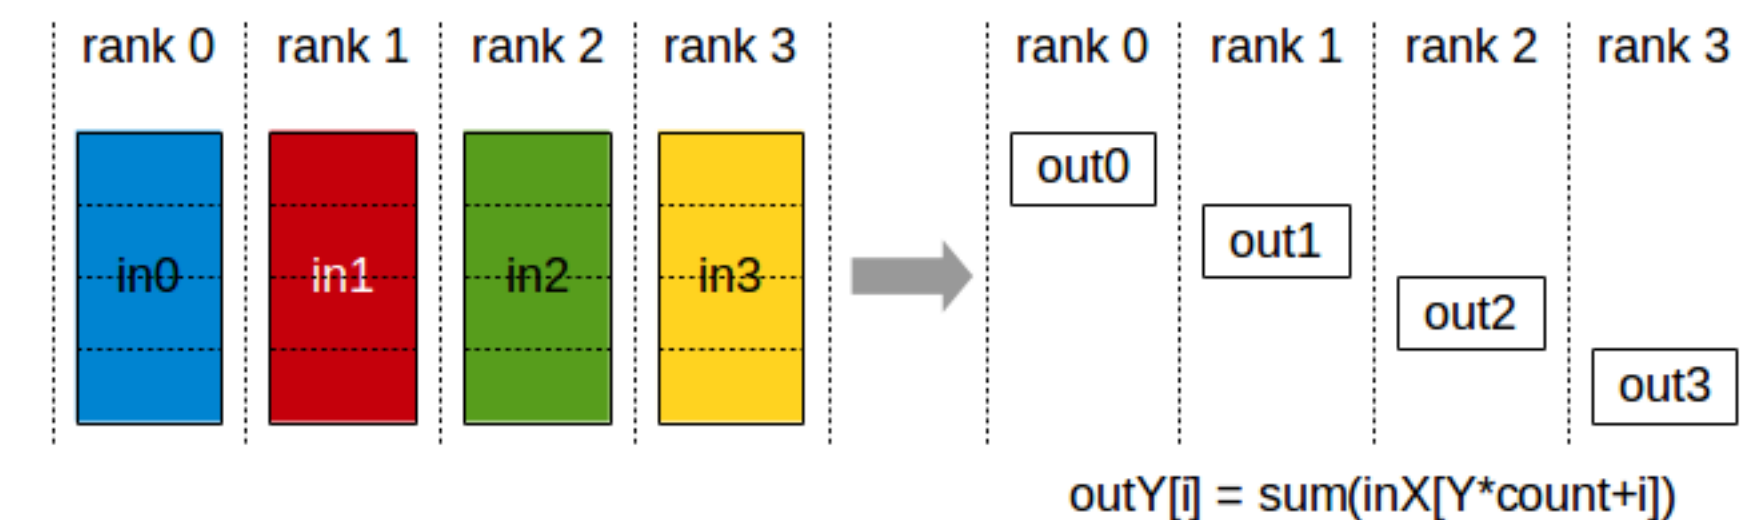 rank 0 rank 1 rank 2 rank 3 rank 0 rank 1 rank 2 rank 3
out0
out1
in0 in1 in2 in3
out2
out3
outY[i] = sum(inX[Y*count+i])